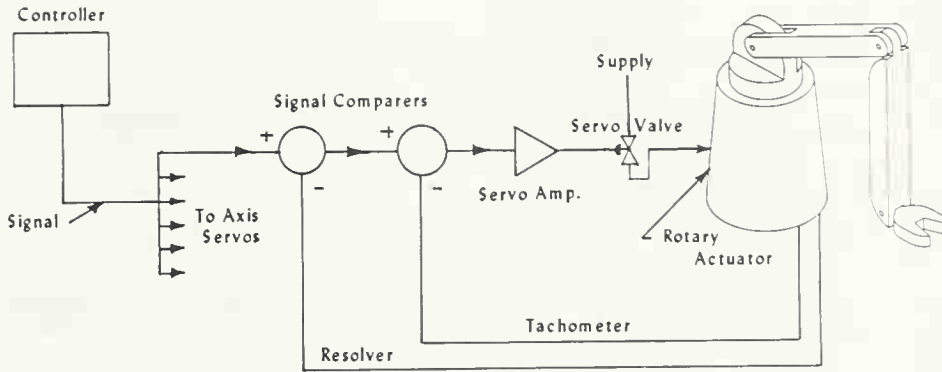 Controller
Supply
Signal Comparers
+
+
Servo Valve
-
-
Servo Amp.
Signal
To Axis
Servos
Rotary
Actuator
Tachometer
Resolver